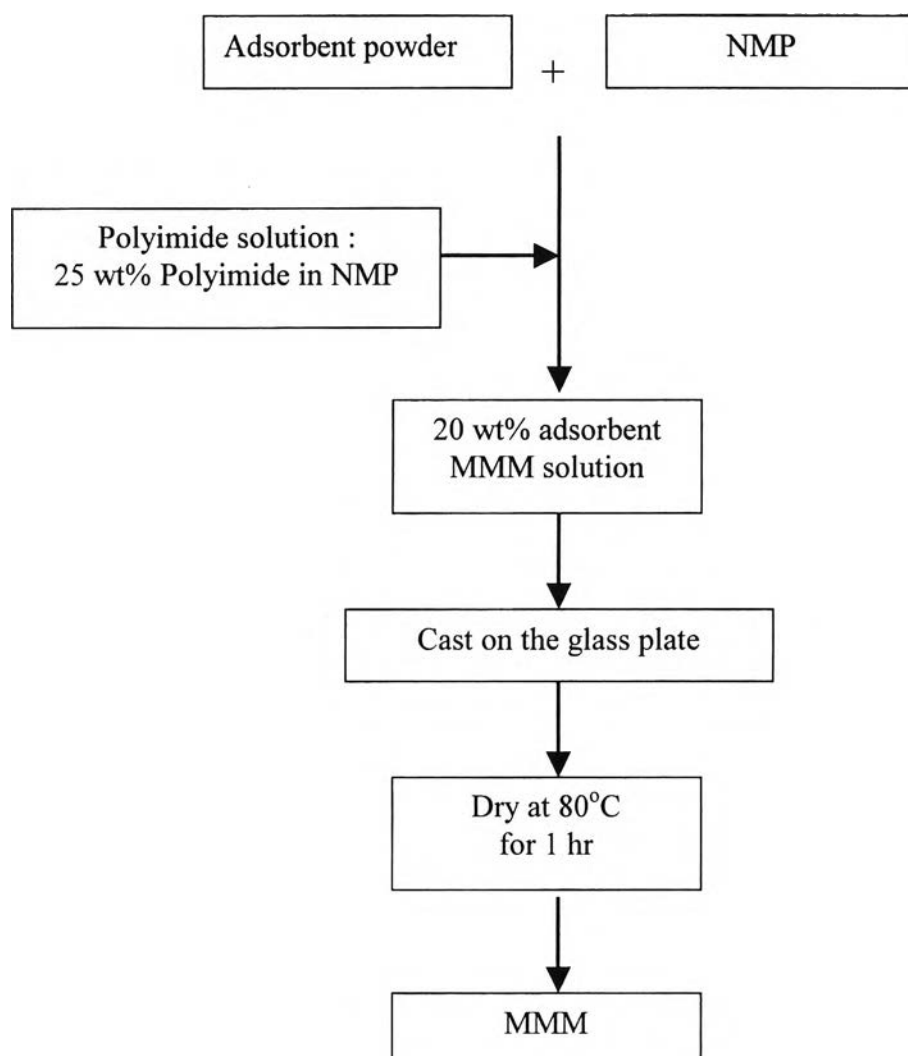 Adsorbent powder
+
NMP
Polyimide solution :
25 wt% Polyimide in NMP
20 wt% adsorbent
MMM solution
Cast on the glass plate
Dry at 80°C
for 1 hr
MMM